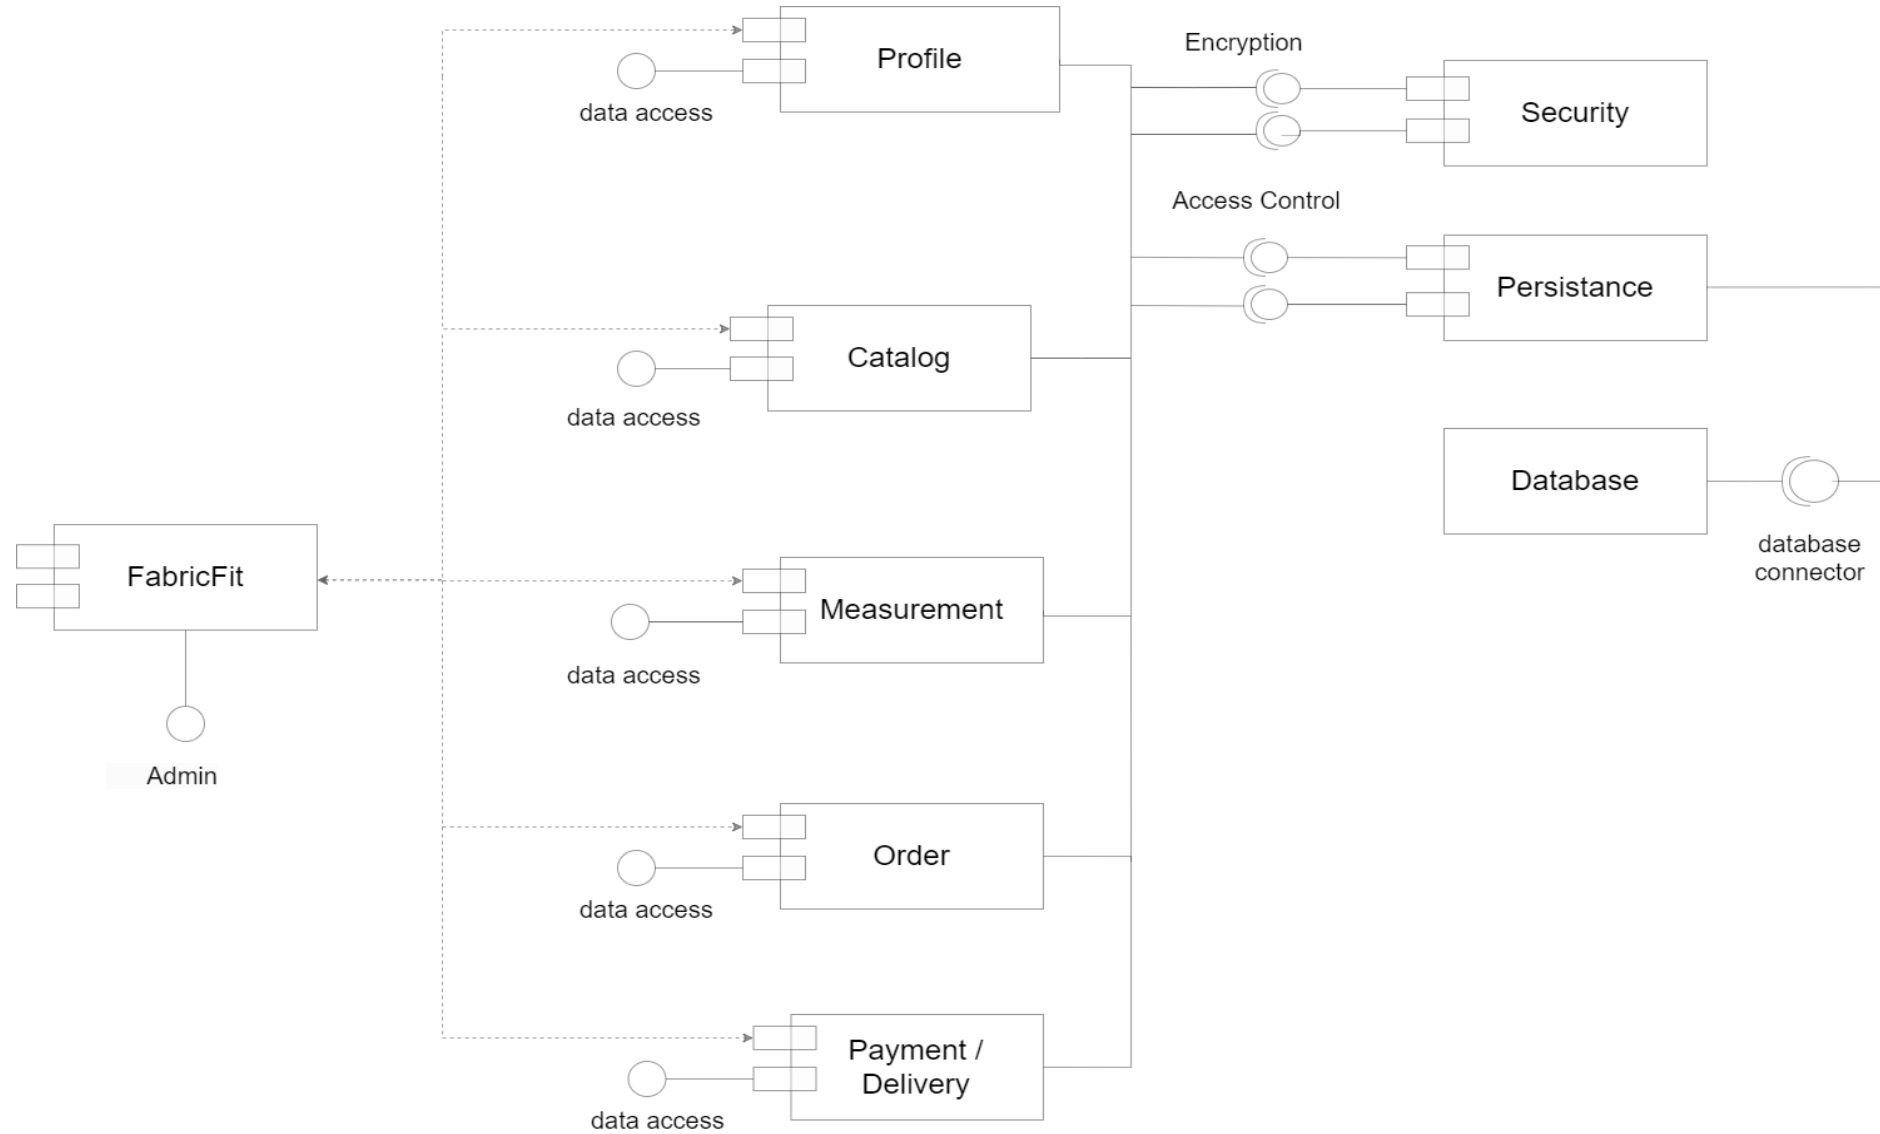 Profile
data access
Encryption
Security
Access Control
Persistance
Catalog
data access
Database
database
connector
FabricFit
Admin
Measurement
data access
Order
data access
Payment /
Delivery
data access